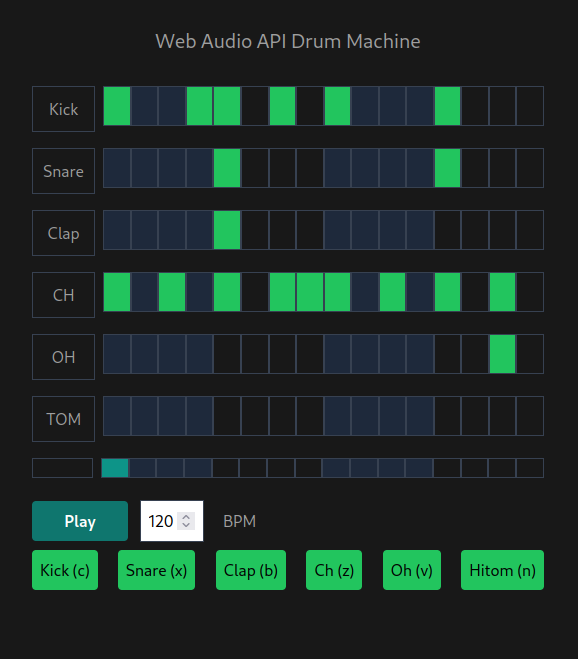 Web Audio API Drum Machine
Kick
Snare
Clap
CH
OH
TOM
Play 120 BPM
Kick (c) Snare (x) Clap (b) Ch (z) Oh (v) Hitom (n)